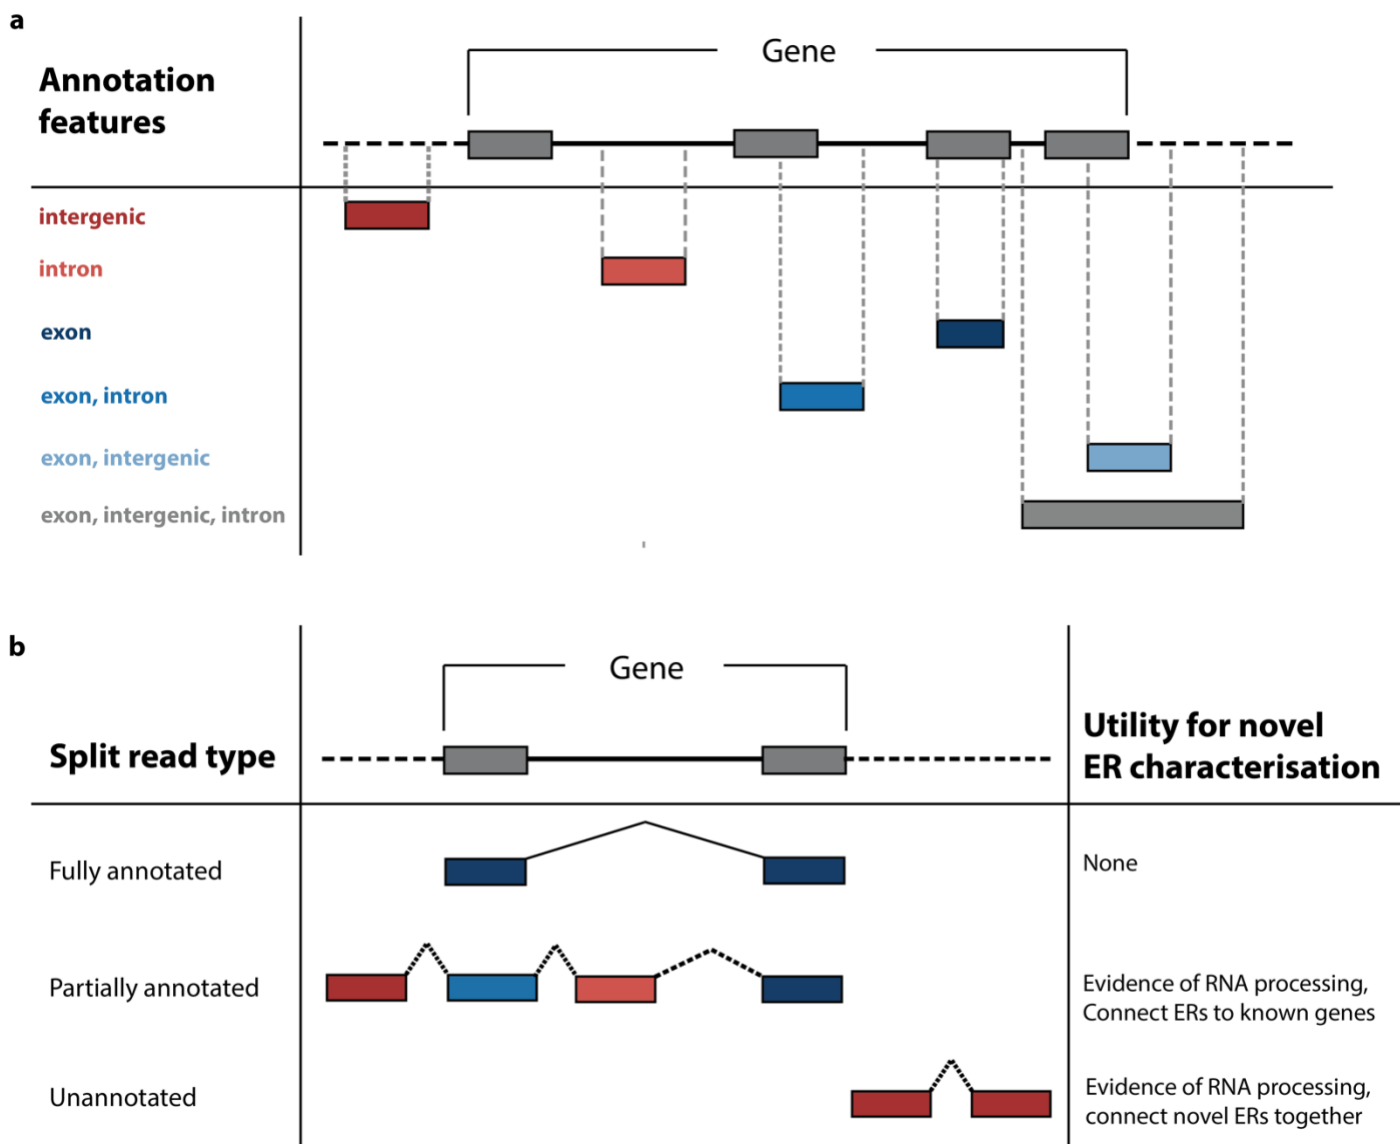 a
Annotation
features
Gene
intergenic
intron
exon
exon, intron
exon, intergenic
exon, intergenic, intron
b
Gene
Split read type
Utility for novel
ER characterisation
Fully annotated
None
Partially annotated
Evidence of RNA processing,
Connect ERs to known genes
Unannotated
Evidence of RNA processing,
connect novel ERs together